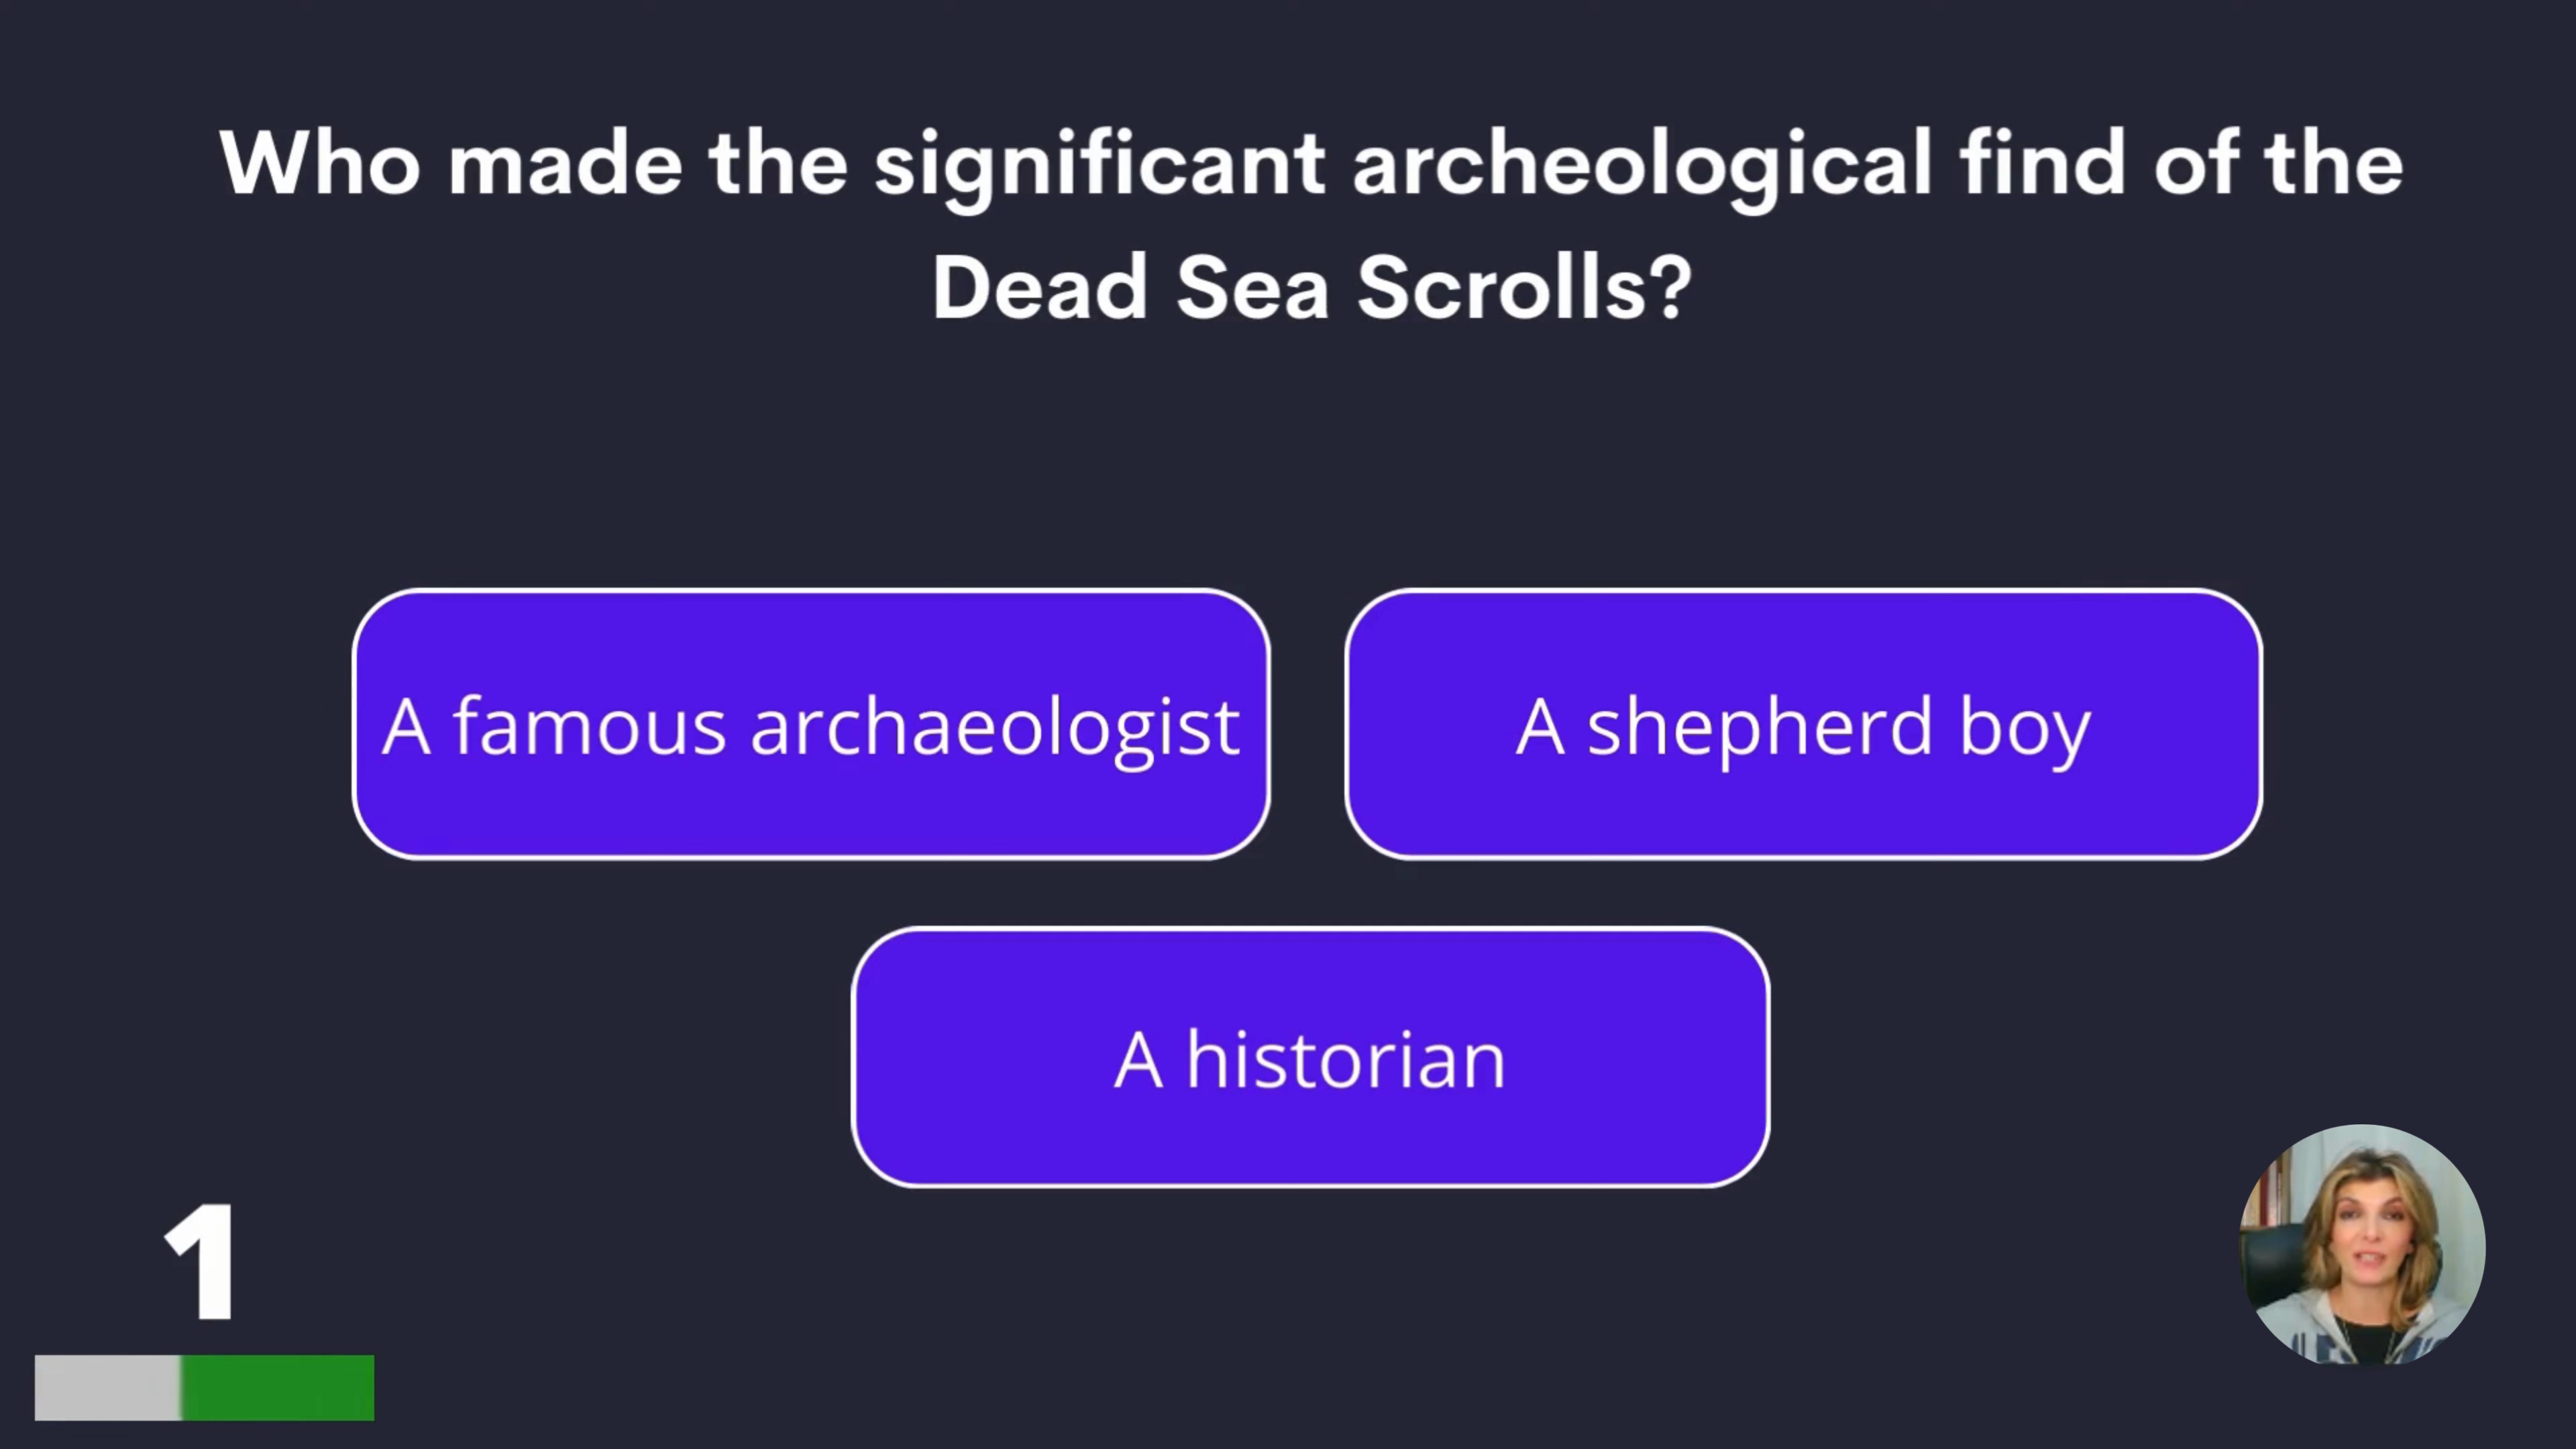 Who made the significant archeological find of the
Dead Sea Scrolls?
A famous archaeologist
A shepherd boy
A historian
1